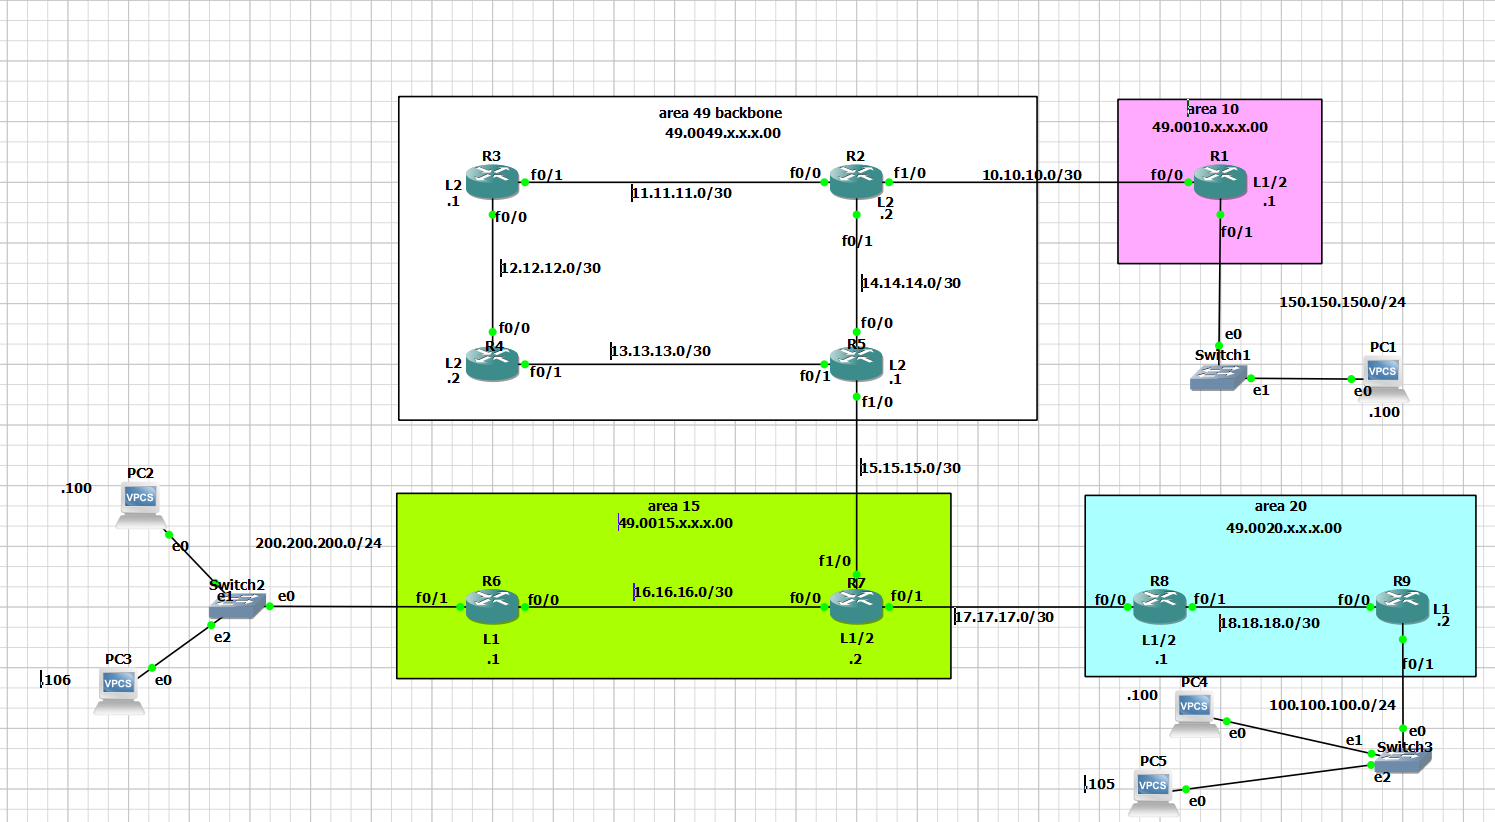 area 49 backbone
49.0049.x.x.x.00
R3
f0/1
L2
.1
f0/0
11.11.11.0/30
R2
f0/0
f1/0
L2
.2
f0/1
10.10.10.0/30
area 10
49.0010.x.x.x.00
R1
f0/0
L1/2
.1
f0/1
12.12.12.0/30
14.14.14.0/30
f0/0
R4
L2
.2
f0/1
13.13.13.0/30
f0/0
R5
f0/1
L2
.1
f1/0
150.150.150.0/24
e0
Switch1
e1
PC1
VPCS
e0
.100
15.15.15.0/30
PC2
.100
VPCS
e0
200.200.200.0/24
Switch2
e1
e0
e2
PC3
.106
VPCS
e0
area 15
49.0015.x.x.x.00
R6
f0/1
f0/0
L1
.1
16.16.16.0/30
f1/0
R7
f0/0
f0/1
L1/2
.2
17.17.17.0/30
area 20
49.0020.x.x.x.00
R8
f0/0
f0/1
L1/2
.1
18.18.18.0/30
R9
f0/0
L1
.2
f0/1
100.100.100.0/24
PC4
.100
VPCS
e0
e1
e0
Switch3
e2
PC5
.105
VPCS
e0